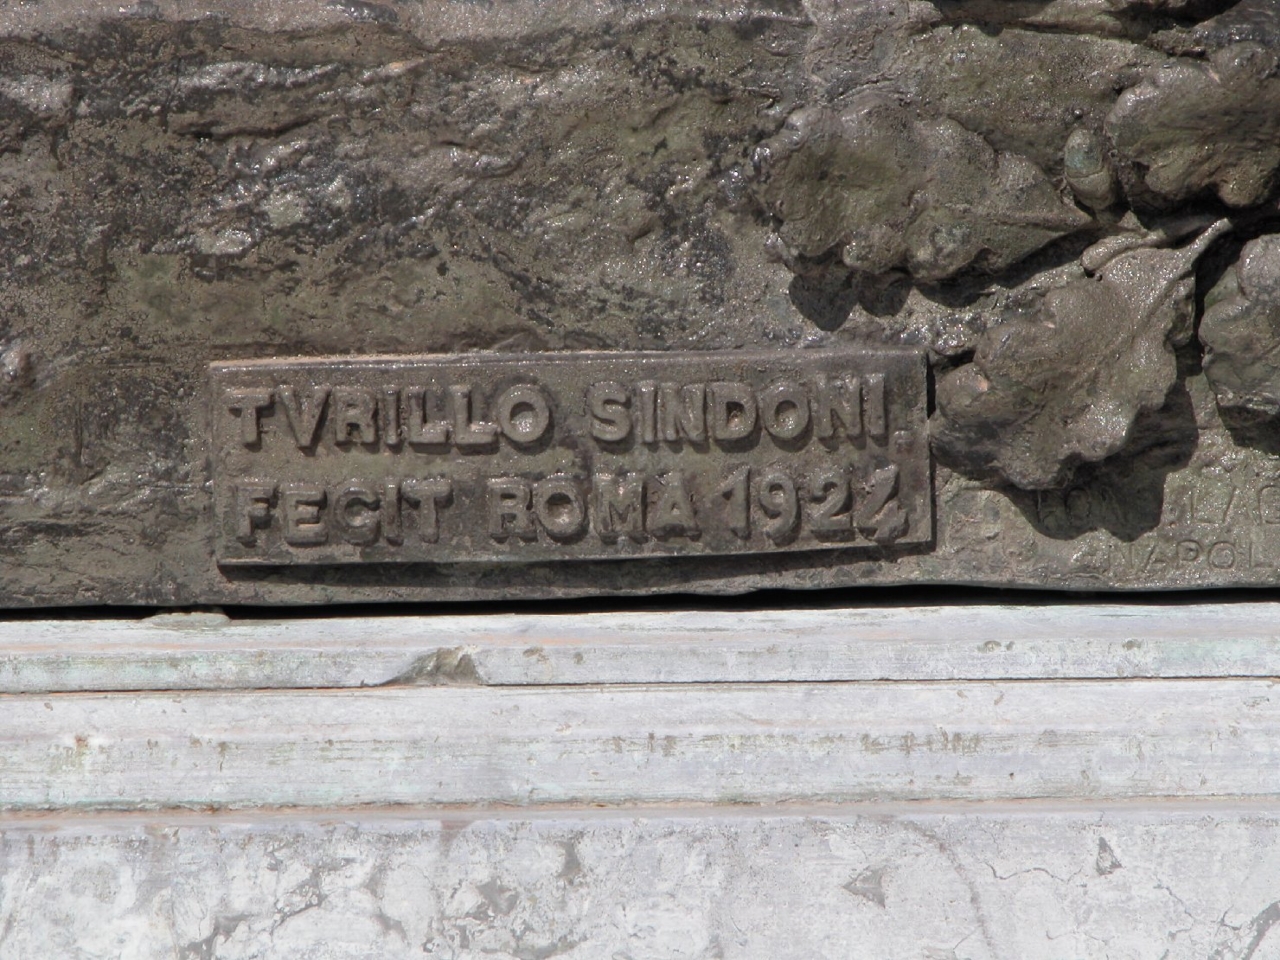 TVRILLO SINDONI
FECIT ROMA 1924